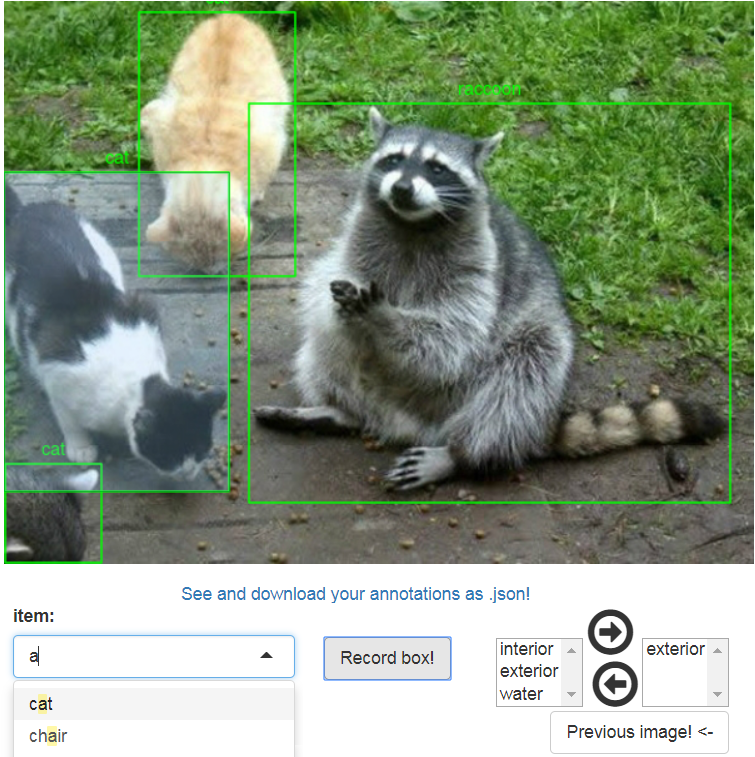 raccoon
cat
cat
See and download your annotations as .json!
item:
a
Record box!
interior
exterior
water
exterior
cat
chair
Previous image! <-